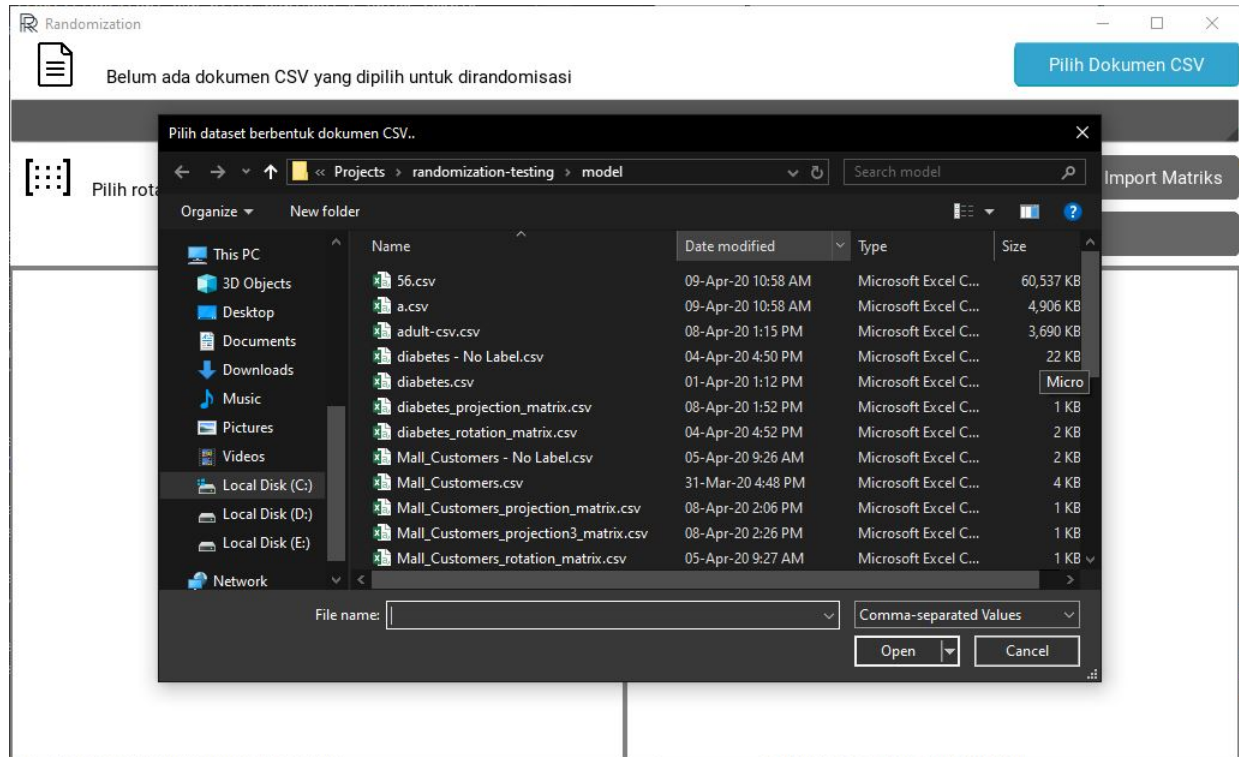 Randomization
Belum ada dokumen CSV yang dipilih untuk dirandomisasi
Pilih Dokumen CSV
Pilih dataset berbentuk dokumen CSV..
« Projects > randomization-testing > model
Search model
Pilih
Import Matriks
Organize
New folder
This PC
3D Objects
Desktop
Documents
Downloads
Music
Pictures
Videos
Local Disk (C:)
Local Disk (D:)
Local Disk (E:)
Network
Name Date modified Type Size
56.csv 09-Apr-20 10:58 AM Microsoft Excel C... 60,537 KB
a.csv 09-Apr-20 10:58 AM Microsoft Excel C... 4,906 KB
adult-csv.csv 08-Apr-20 1:15 PM Microsoft Excel C... 3,690 KB
diabetes - No Label.csv 04-Apr-20 4:50 PM Microsoft Excel C... 22 KB
diabetes.csv 01-Apr-20 1:12 PM Microsoft Excel C... Micro
diabetes_projection_matrix.csv 08-Apr-20 1:52 PM Microsoft Excel C... 1 KB
diabetes_rotation_matrix.csv 04-Apr-20 4:52 PM Microsoft Excel C... 2 KB
Mall_Customers - No Label.csv 05-Apr-20 9:26 AM Microsoft Excel C... 2 KB
Mall_Customers.csv 31-Mar-20 4:48 PM Microsoft Excel C... 4 KB
Mall_Customers_projection_matrix.csv 08-Apr-20 2:06 PM Microsoft Excel C... 1 KB
Mall_Customers_projection3_matrix.csv 08-Apr-20 2:26 PM Microsoft Excel C... 1 KB
Mall_Customers_rotation_matrix.csv 05-Apr-20 9:27 AM Microsoft Excel C... 1 KB
File name:
Comma-separated Values
Open
Cancel